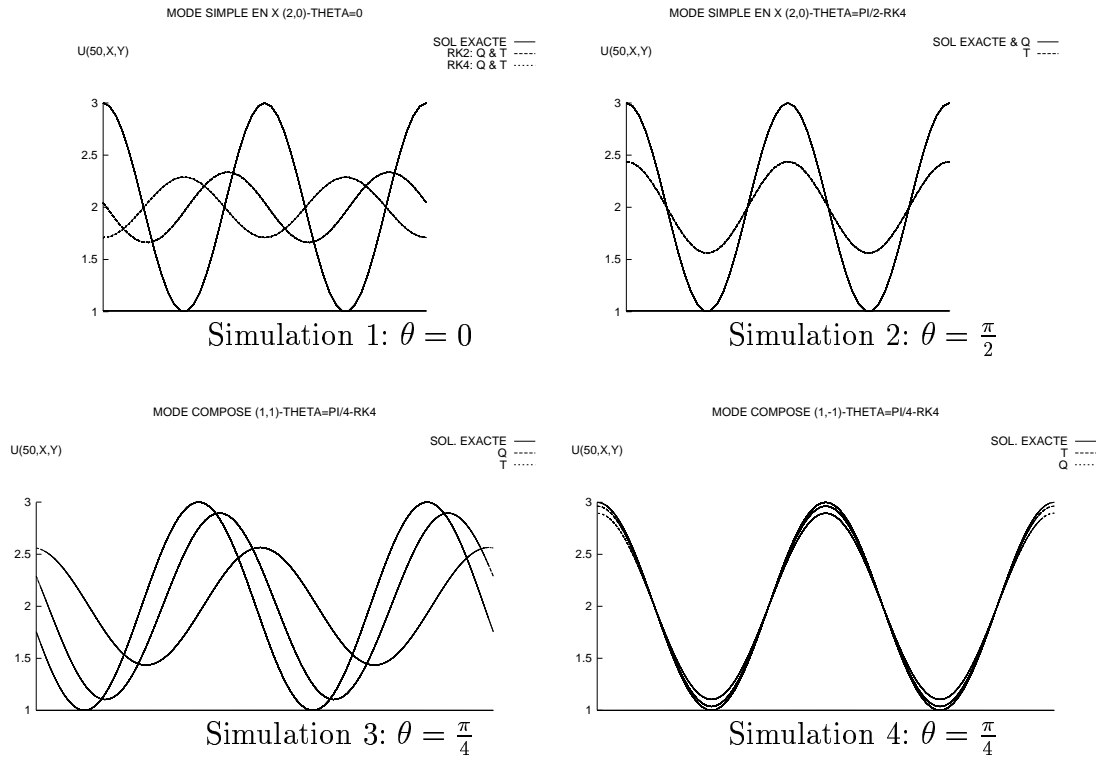 MODE SIMPLE EN X (2,0)-THETA=0
U(50,X,Y)
SOL EXACTE
RK2: Q & T
RK4: Q & T
3
2.5
2
1.5
1
Simulation 1: θ = 0
MODE SIMPLE EN X (2,0)-THETA=PI/2-RK4
U(50,X,Y)
SOL EXACTE & Q
T
3
2.5
2
1.5
1
Simulation 2: θ = π/2
MODE COMPOSE (1,1)-THETA=PI/4-RK4
U(50,X,Y)
SOL. EXACTE
Q
T
3
2.5
2
1.5
1
Simulation 3: θ = π/4
MODE COMPOSE (1,-1)-THETA=PI/4-RK4
U(50,X,Y)
SOL. EXACTE
T
Q
3
2.5
2
1.5
1
Simulation 4: θ = π/4